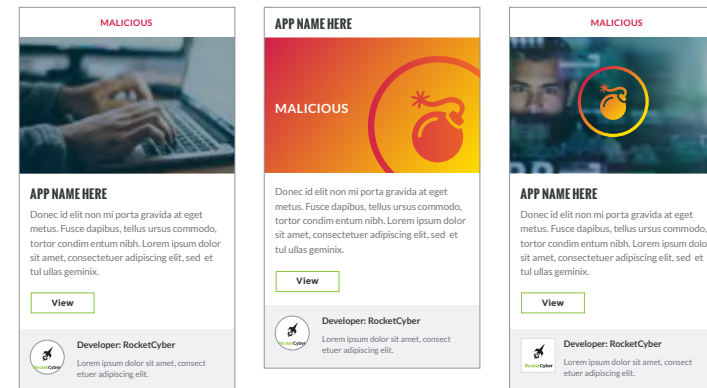 MALICIOUS
APP NAME HERE
Donec id elit non mi porta gravida at eget
metus. Fusce dapibus, tellus ursus commodo,
tortor condim entum nibh. Lorem ipsum dolor
sit amet, consectetuer adipiscing elit, sed et
tul ullas geminix.
View
RocketCyber
Developer: RocketCyber
Lorem ipsum dolor sit amet, consect
etuer adipiscing elit.
APP NAME HERE
MALICIOUS
Donec id elit non mi porta gravida at eget
metus. Fusce dapibus, tellus ursus commodo,
tortor condim entum nibh. Lorem ipsum dolor
sit amet, consectetuer adipiscing elit, sed et
tul ullas geminix.
View
RocketCyber
Developer: RocketCyber
Lorem ipsum dolor sit amet, consect
etuer adipiscing elit.
MALICIOUS
APP NAME HERE
Donec id elit non mi porta gravida at eget
metus. Fusce dapibus, tellus ursus commodo,
tortor condim entum nibh. Lorem ipsum dolo
sit amet, consectetuer adipiscing elit, sed et
tul ullas geminix.
View
RocketCyber
Developer: RocketCyber
Lorem ipsum dolor sit amet, consect
etuer adipiscing elit.